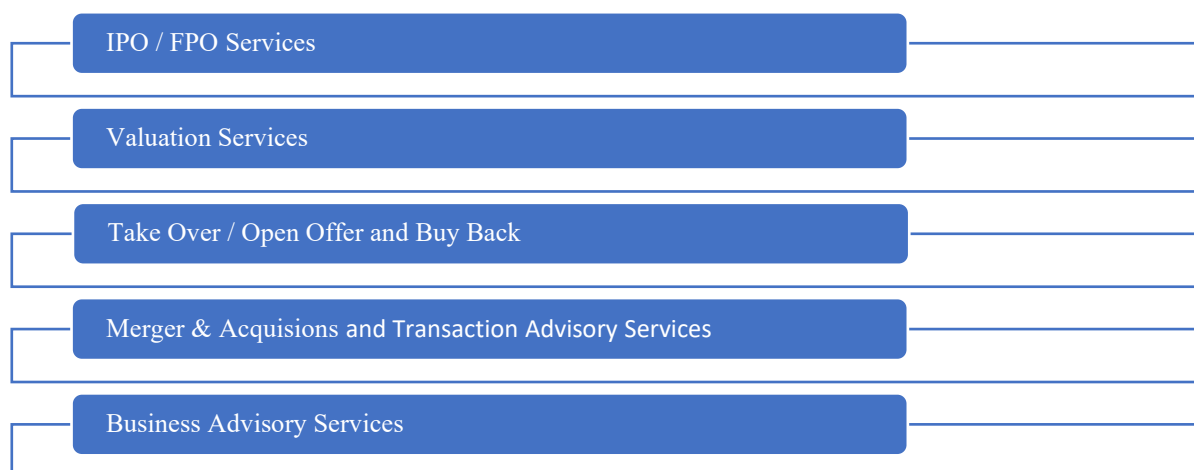 IPO / FPO Services
Valuation Services
Take Over / Open Offer and Buy Back
Merger & Acquisions and Transaction Advisory Services
Business Advisory Services